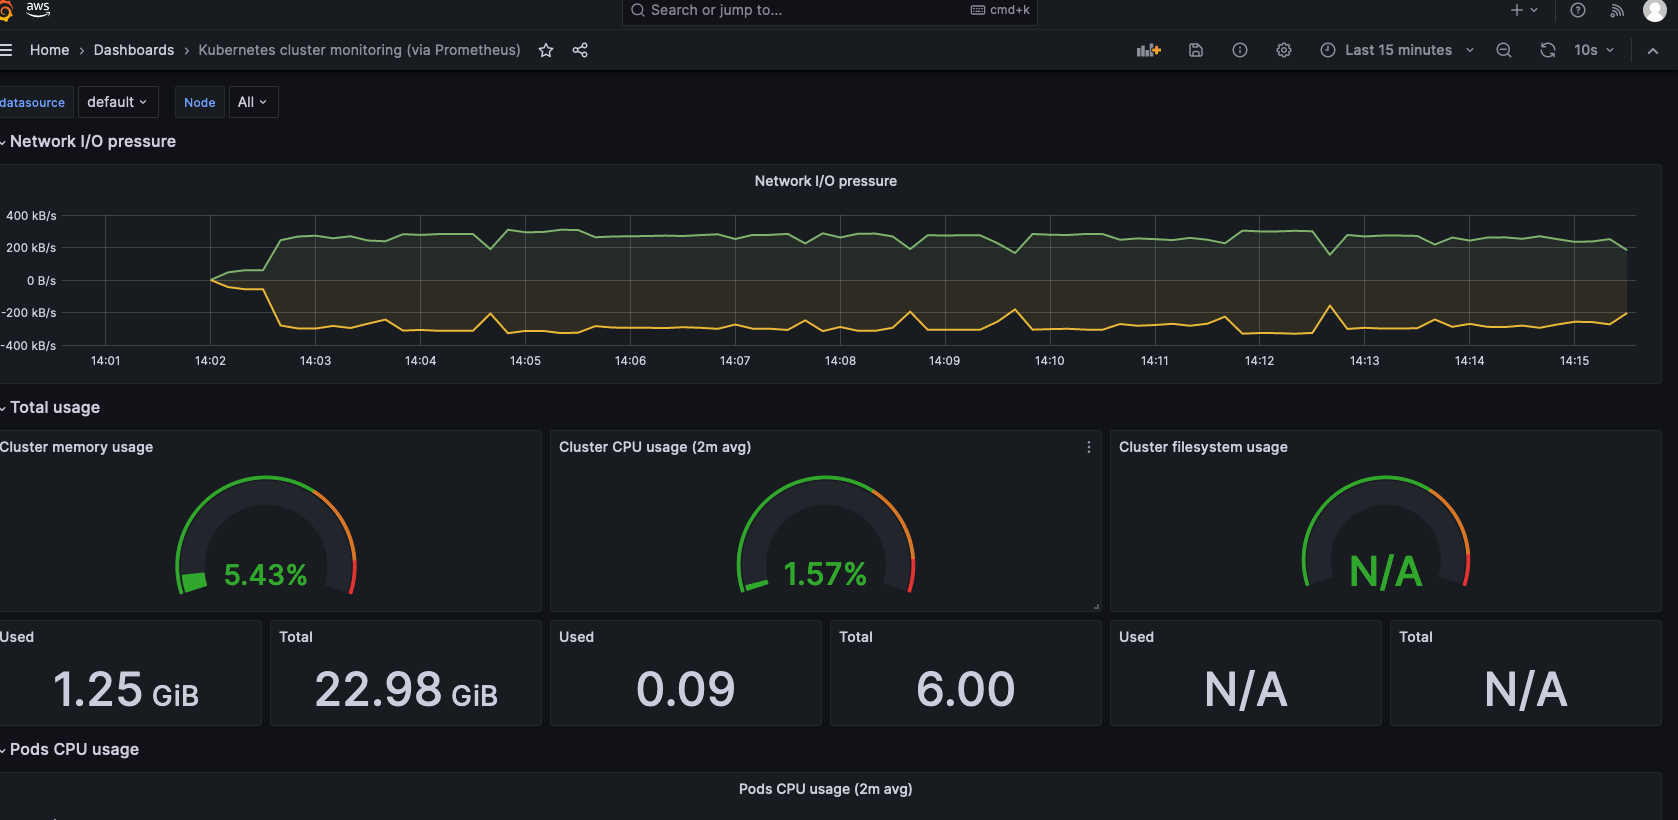 aws
Search or jump to...
cmd+k
Home › Dashboards › Kubernetes cluster monitoring (via Prometheus)
Last 15 minutes
10s
datasource
default
Node
All
Network I/O pressure
Network I/O pressure
400 kB/s
200 kB/s
0 B/s
-200 kB/s
-400 kB/s
14:01 14:02 14:03 14:04 14:05 14:06 14:07 14:08 14:09 14:10 14:11 14:12 14:13 14:14 14:15
Total usage
Cluster memory usage
5.43%
Cluster CPU usage (2m avg)
1.57%
Cluster filesystem usage
N/A
Used
1.25 GiB
Total
22.98 GiB
Used
0.09
Total
6.00
Used
N/A
Total
N/A
Pods CPU usage
Pods CPU usage (2m avg)